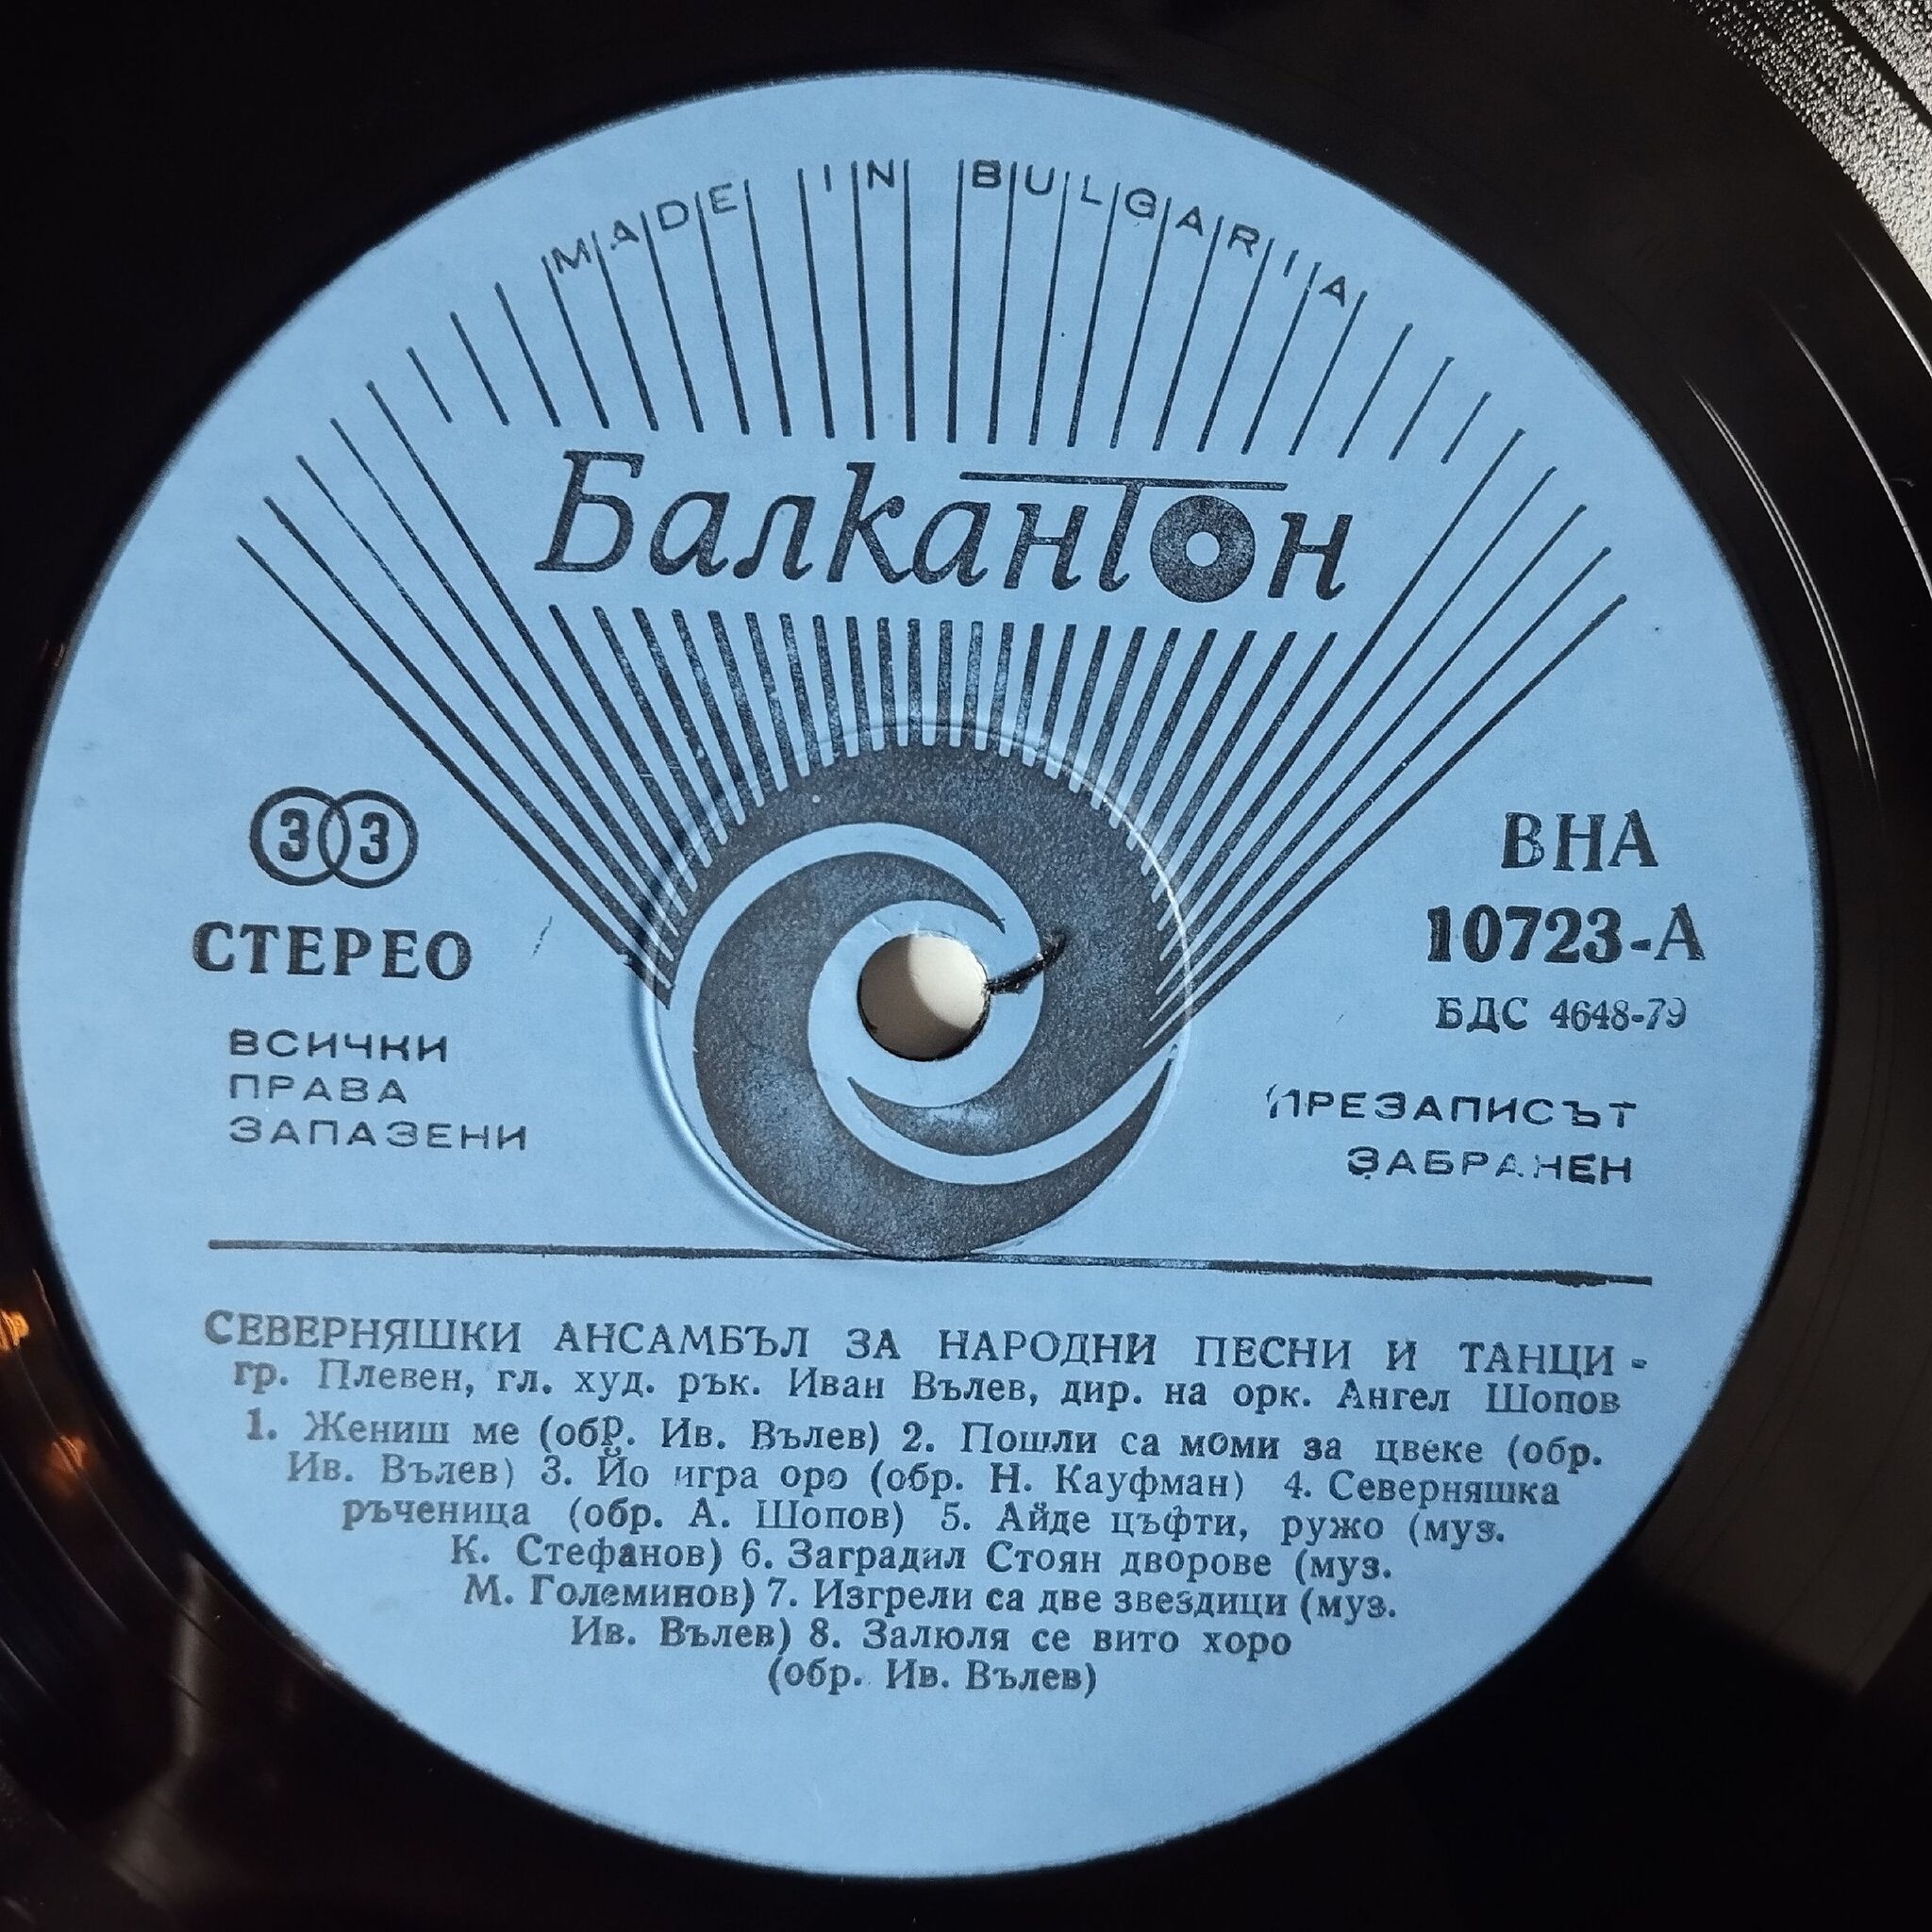 MADE IN BULGARIA
Балкантон
33
СТЕРЕО
ВСИЧКИ
ПРАВА
ЗАПАЗЕНИ
ВНА
10723-А
БДС 4648-79
ПРЕЗАПИСЪТ
ЗАБРАНЕН
СЕВЕРНЯШКИ АНСАМБЪЛ ЗА НАРОДНИ ПЕСНИ И ТАНЦИ -
гр. Плевен, гл. худ. рък. Иван Вълев, дир. на орк. Ангел Шопов
1. Жениш ме (обр. Ив. Вълев) 2. Пошли са моми за цвеке (обр.
Ив. Вълев) 3. Йо игра оро (обр. Н. Кауфман) 4. Северняшка
ръченица (обр. А. Шопов) 5. Айде цъфти, ружо (муз.
К. Стефанов) 6. Заградил Стоян дворове (муз.
М. Големинов) 7. Изгрели са две звездици (муз.
Ив. Вълев) 8. Залюля се вито хоро
(обр. Ив. Вълев)